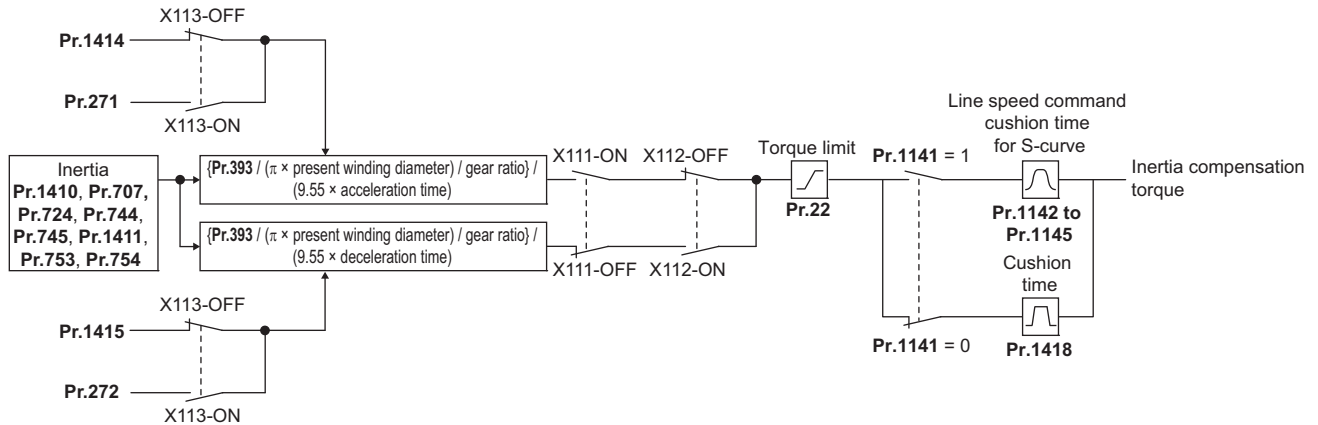 X113-OFF
Pr.1414
Pr.271
X113-ON
Inertia
Pr.1410, Pr.707,
Pr.724, Pr.744,
Pr.745, Pr.1411,
Pr.753, Pr.754
{Pr.393 / (π × present winding diameter) / gear ratio} /
(9.55 × acceleration time)
{Pr.393 / (π × present winding diameter) / gear ratio} /
(9.55 × deceleration time)
X113-OFF
Pr.1415
Pr.272
X113-ON
X111-ON
X112-OFF
X111-OFF
X112-ON
Torque limit
Pr.22
Pr.1141 = 1
Pr.1141 = 0
Line speed command
cushion time
for S-curve
Pr.1142 to
Pr.1145
Cushion
time
Pr.1418
Inertia compensation
torque